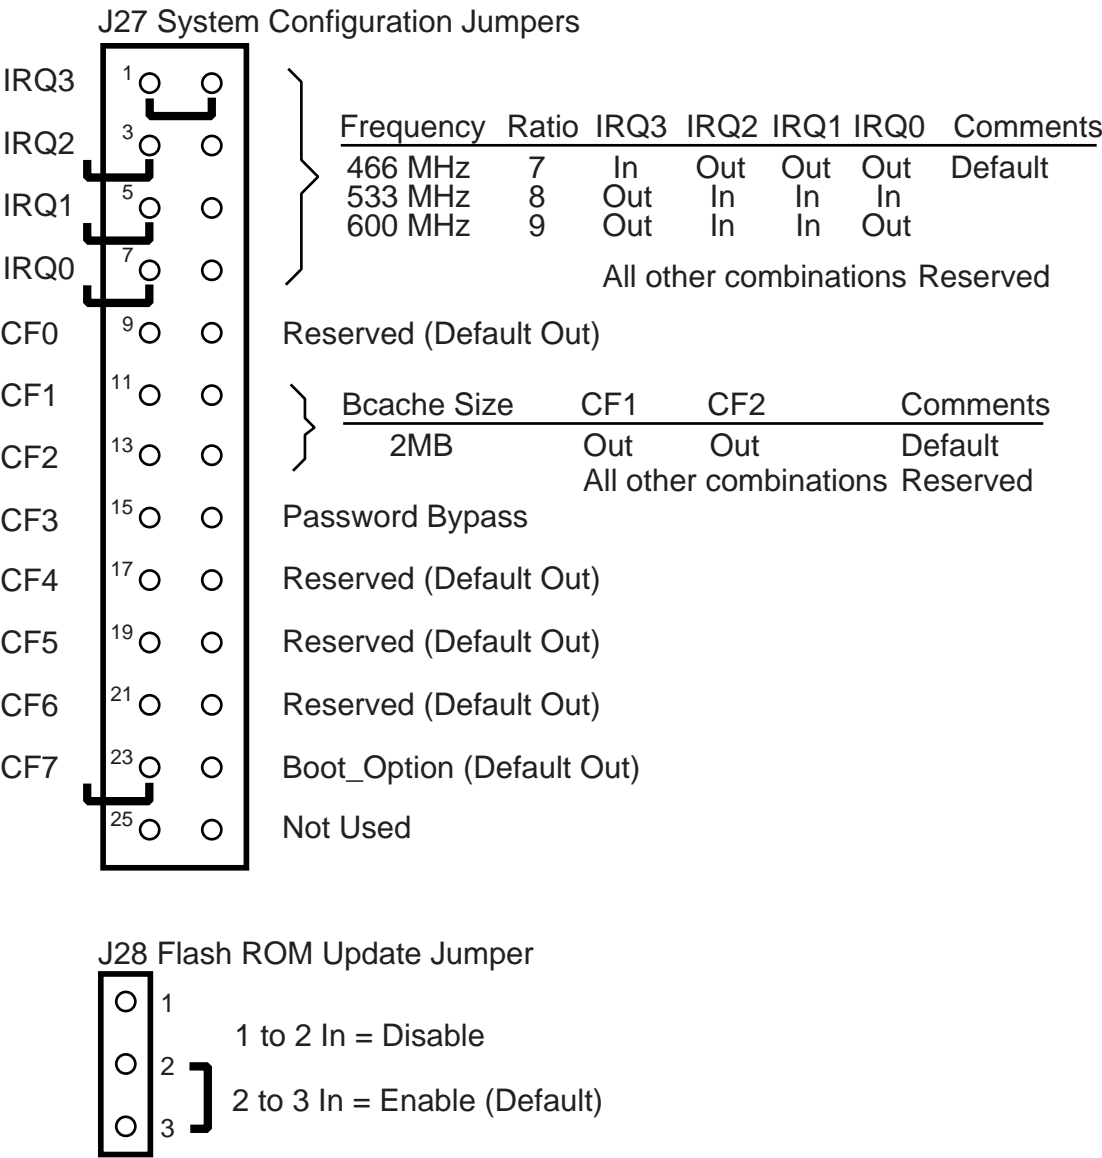 J27 System Configuration Jumpers
IRQ3 1
Frequency Ratio IRQ3 IRQ2 IRQ1 IRQ0 Comments
IRQ2 3
466 MHz 7 In Out Out Out Default
533 MHz 8 Out In In In
IRQ1 5
600 MHz 9 Out In In Out
IRQ0 7
All other combinations Reserved
CF0 9 Reserved (Default Out)
CF1 11
Bcache Size CF1 CF2 Comments
2MB Out Out Default
CF2 13
All other combinations Reserved
CF3 15 Password Bypass
CF4 17 Reserved (Default Out)
CF5 19 Reserved (Default Out)
CF6 21 Reserved (Default Out)
CF7 23 Boot_Option (Default Out)
25 Not Used
J28 Flash ROM Update Jumper
1
1 to 2 In = Disable
2
2 to 3 In = Enable (Default)
3